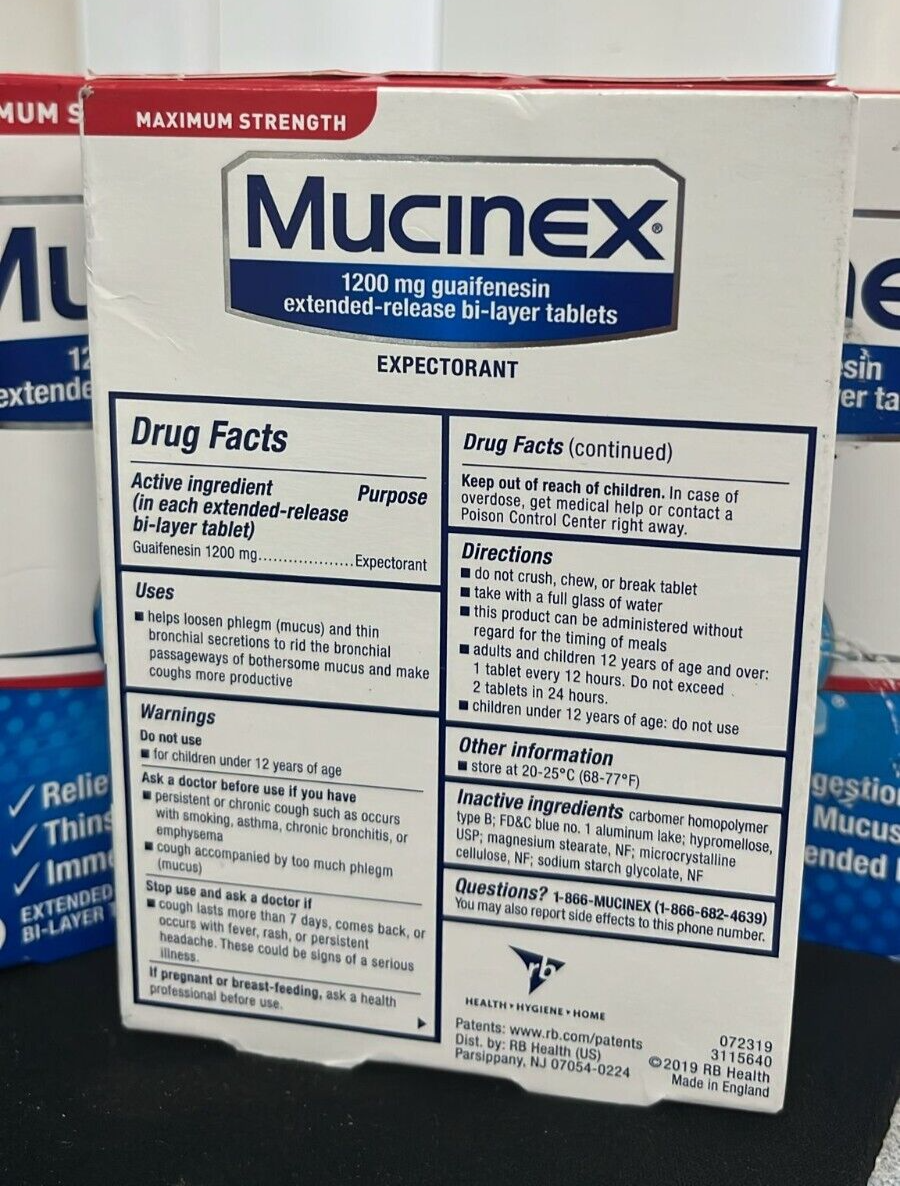 MAXIMUM STRENGTH
Mucinex®
1200 mg guaifenesin
extended-release bi-layer tablets
EXPECTORANT
Drug Facts
Active ingredient Purpose
(in each extended-release
bi-layer tablet)
Guaifenesin 1200 mg...................Expectorant
Uses
■ helps loosen phlegm (mucus) and thin
bronchial secretions to rid the bronchial
passageways of bothersome mucus and make
coughs more productive
Warnings
Do not use
■ for children under 12 years of age
Ask a doctor before use if you have
■ persistent or chronic cough such as occurs
with smoking, asthma, chronic bronchitis, or
emphysema
■ cough accompanied by too much phlegm
(mucus)
Stop use and ask a doctor if
■ cough lasts more than 7 days, comes back, or
occurs with fever, rash, or persistent
headache. These could be signs of a serious
illness.
If pregnant or breast-feeding, ask a health
professional before use.
Drug Facts (continued)
Keep out of reach of children. In case of
overdose, get medical help or contact a
Poison Control Center right away.
Directions
■ do not crush, chew, or break tablet
■ take with a full glass of water
■ this product can be administered without
regard for the timing of meals
■ adults and children 12 years of age and over:
1 tablet every 12 hours. Do not exceed
2 tablets in 24 hours.
■ children under 12 years of age: do not use
Other information
■ store at 20-25°C (68-77°F)
Inactive ingredients carbomer homopolymer
type B; FD&C blue no. 1 aluminum lake; hypromellose,
USP; magnesium stearate, NF; microcrystalline
cellulose, NF; sodium starch glycolate, NF
Questions? 1-866-MUCINEX (1-866-682-4639)
You may also report side effects to this phone number.
rb
HEALTH • HYGIENE • HOME
Patents: www.rb.com/patents
Dist. by: RB Health (US)
Parsippany, NJ 07054-0224
072319
3115640
©2019 RB Health
Made in England
MUM S
Mu
12
extende
✓ Relie
✓ Thins
✓ Imme
EXTENDED
BI-LAYER
ne
sin
er ta
gestion
Mucus
ended